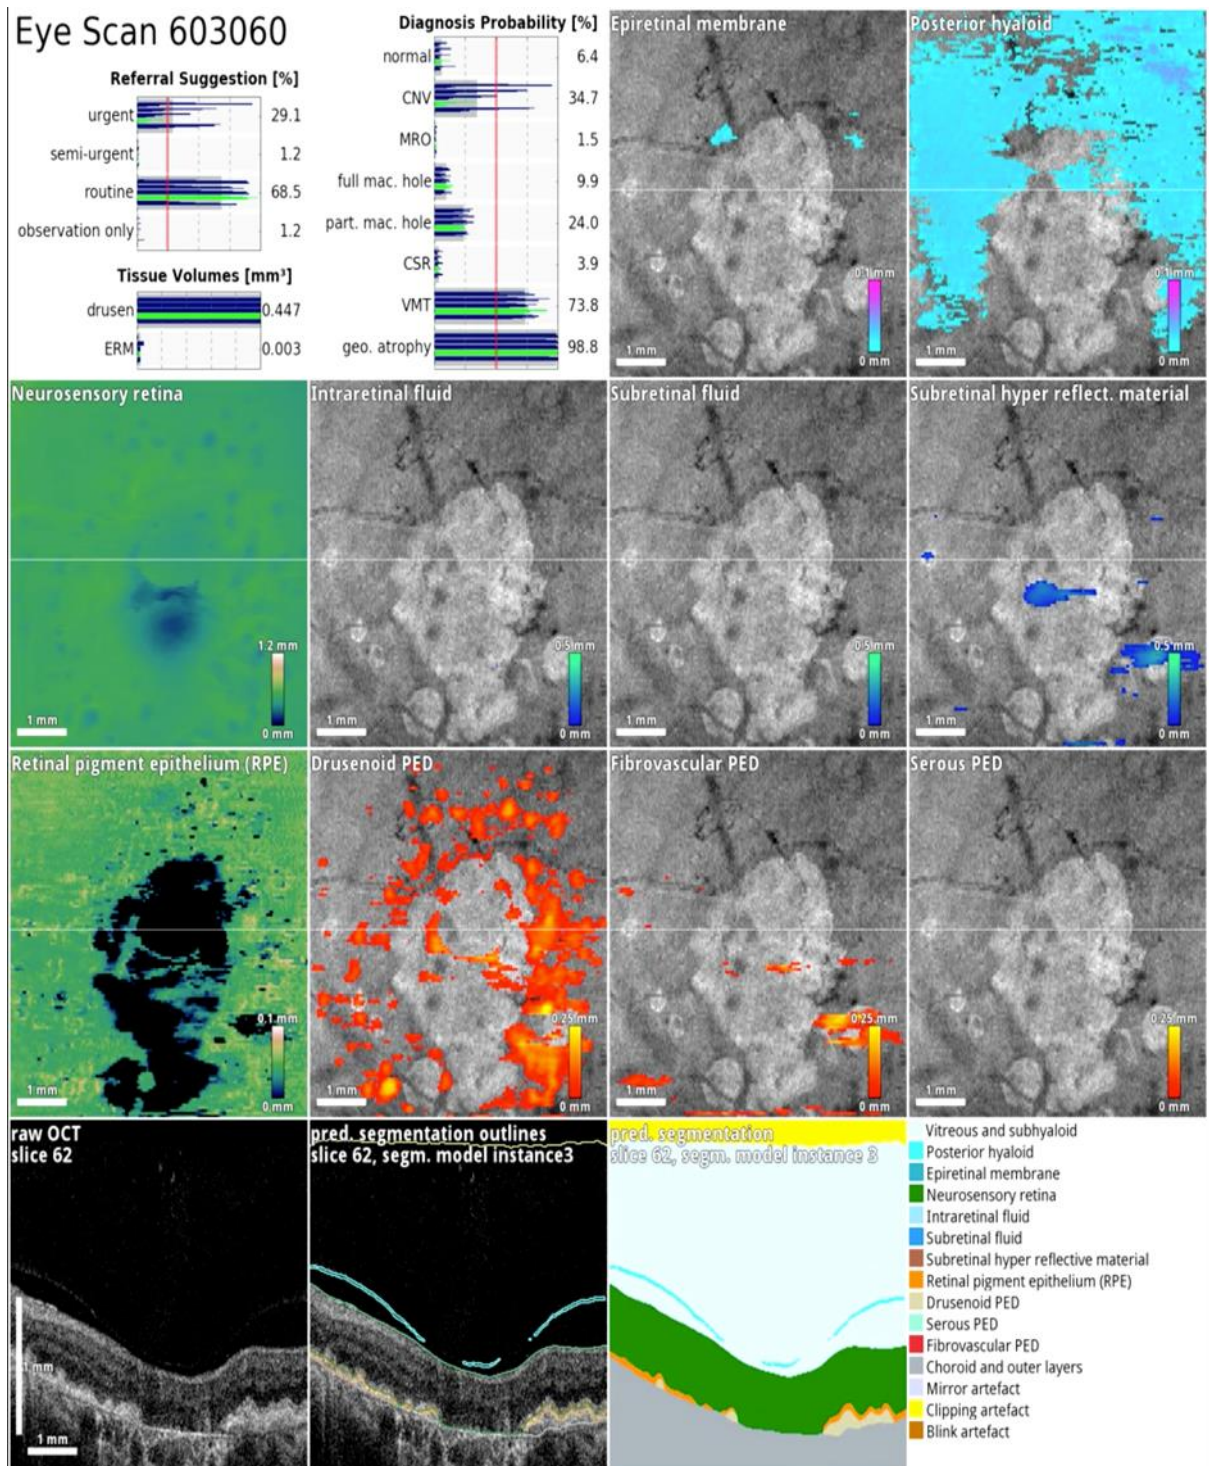 Eye Scan 603060
Referral Suggestion [%]
urgent 29.1
semi-urgent 1.2
routine 68.5
observation only 1.2
Tissue Volumes [mm³]
drusen 0.447
ERM 0.003
Diagnosis Probability [%]
normal 6.4
CNV 34.7
MRO 1.5
full mac. hole 9.9
part. mac. hole 24.0
CSR 3.9
VMT 73.8
geo. atrophy 98.8
Epiretinal membrane
0.1 mm
0 mm
1 mm
Posterior hyaloid
0.1 mm
0 mm
1 mm
Neurosensory retina
1.2 mm
0 mm
1 mm
Intraretinal fluid
0.5 mm
0 mm
1 mm
Subretinal fluid
0.5 mm
0 mm
1 mm
Subretinal hyper reflect. material
0.5 mm
0 mm
1 mm
Retinal pigment epithelium (RPE)
0.1 mm
0 mm
1 mm
Drusenoid PED
0.25 mm
0 mm
1 mm
Fibrovascular PED
0.25 mm
0 mm
1 mm
Serous PED
0.25 mm
0 mm
1 mm
raw OCT
slice 62
1 mm
1 mm
pred. segmentation outlines
slice 62, segm. model instance3
pred. segmentation
slice 62, segm. model instance 3
Vitreous and subhyaloid
Posterior hyaloid
Epiretinal membrane
Neurosensory retina
Intraretinal fluid
Subretinal fluid
Subretinal hyper reflective material
Retinal pigment epithelium (RPE)
Drusenoid PED
Serous PED
Fibrovascular PED
Choroid and outer layers
Mirror artefact
Clipping artefact
Blink artefact